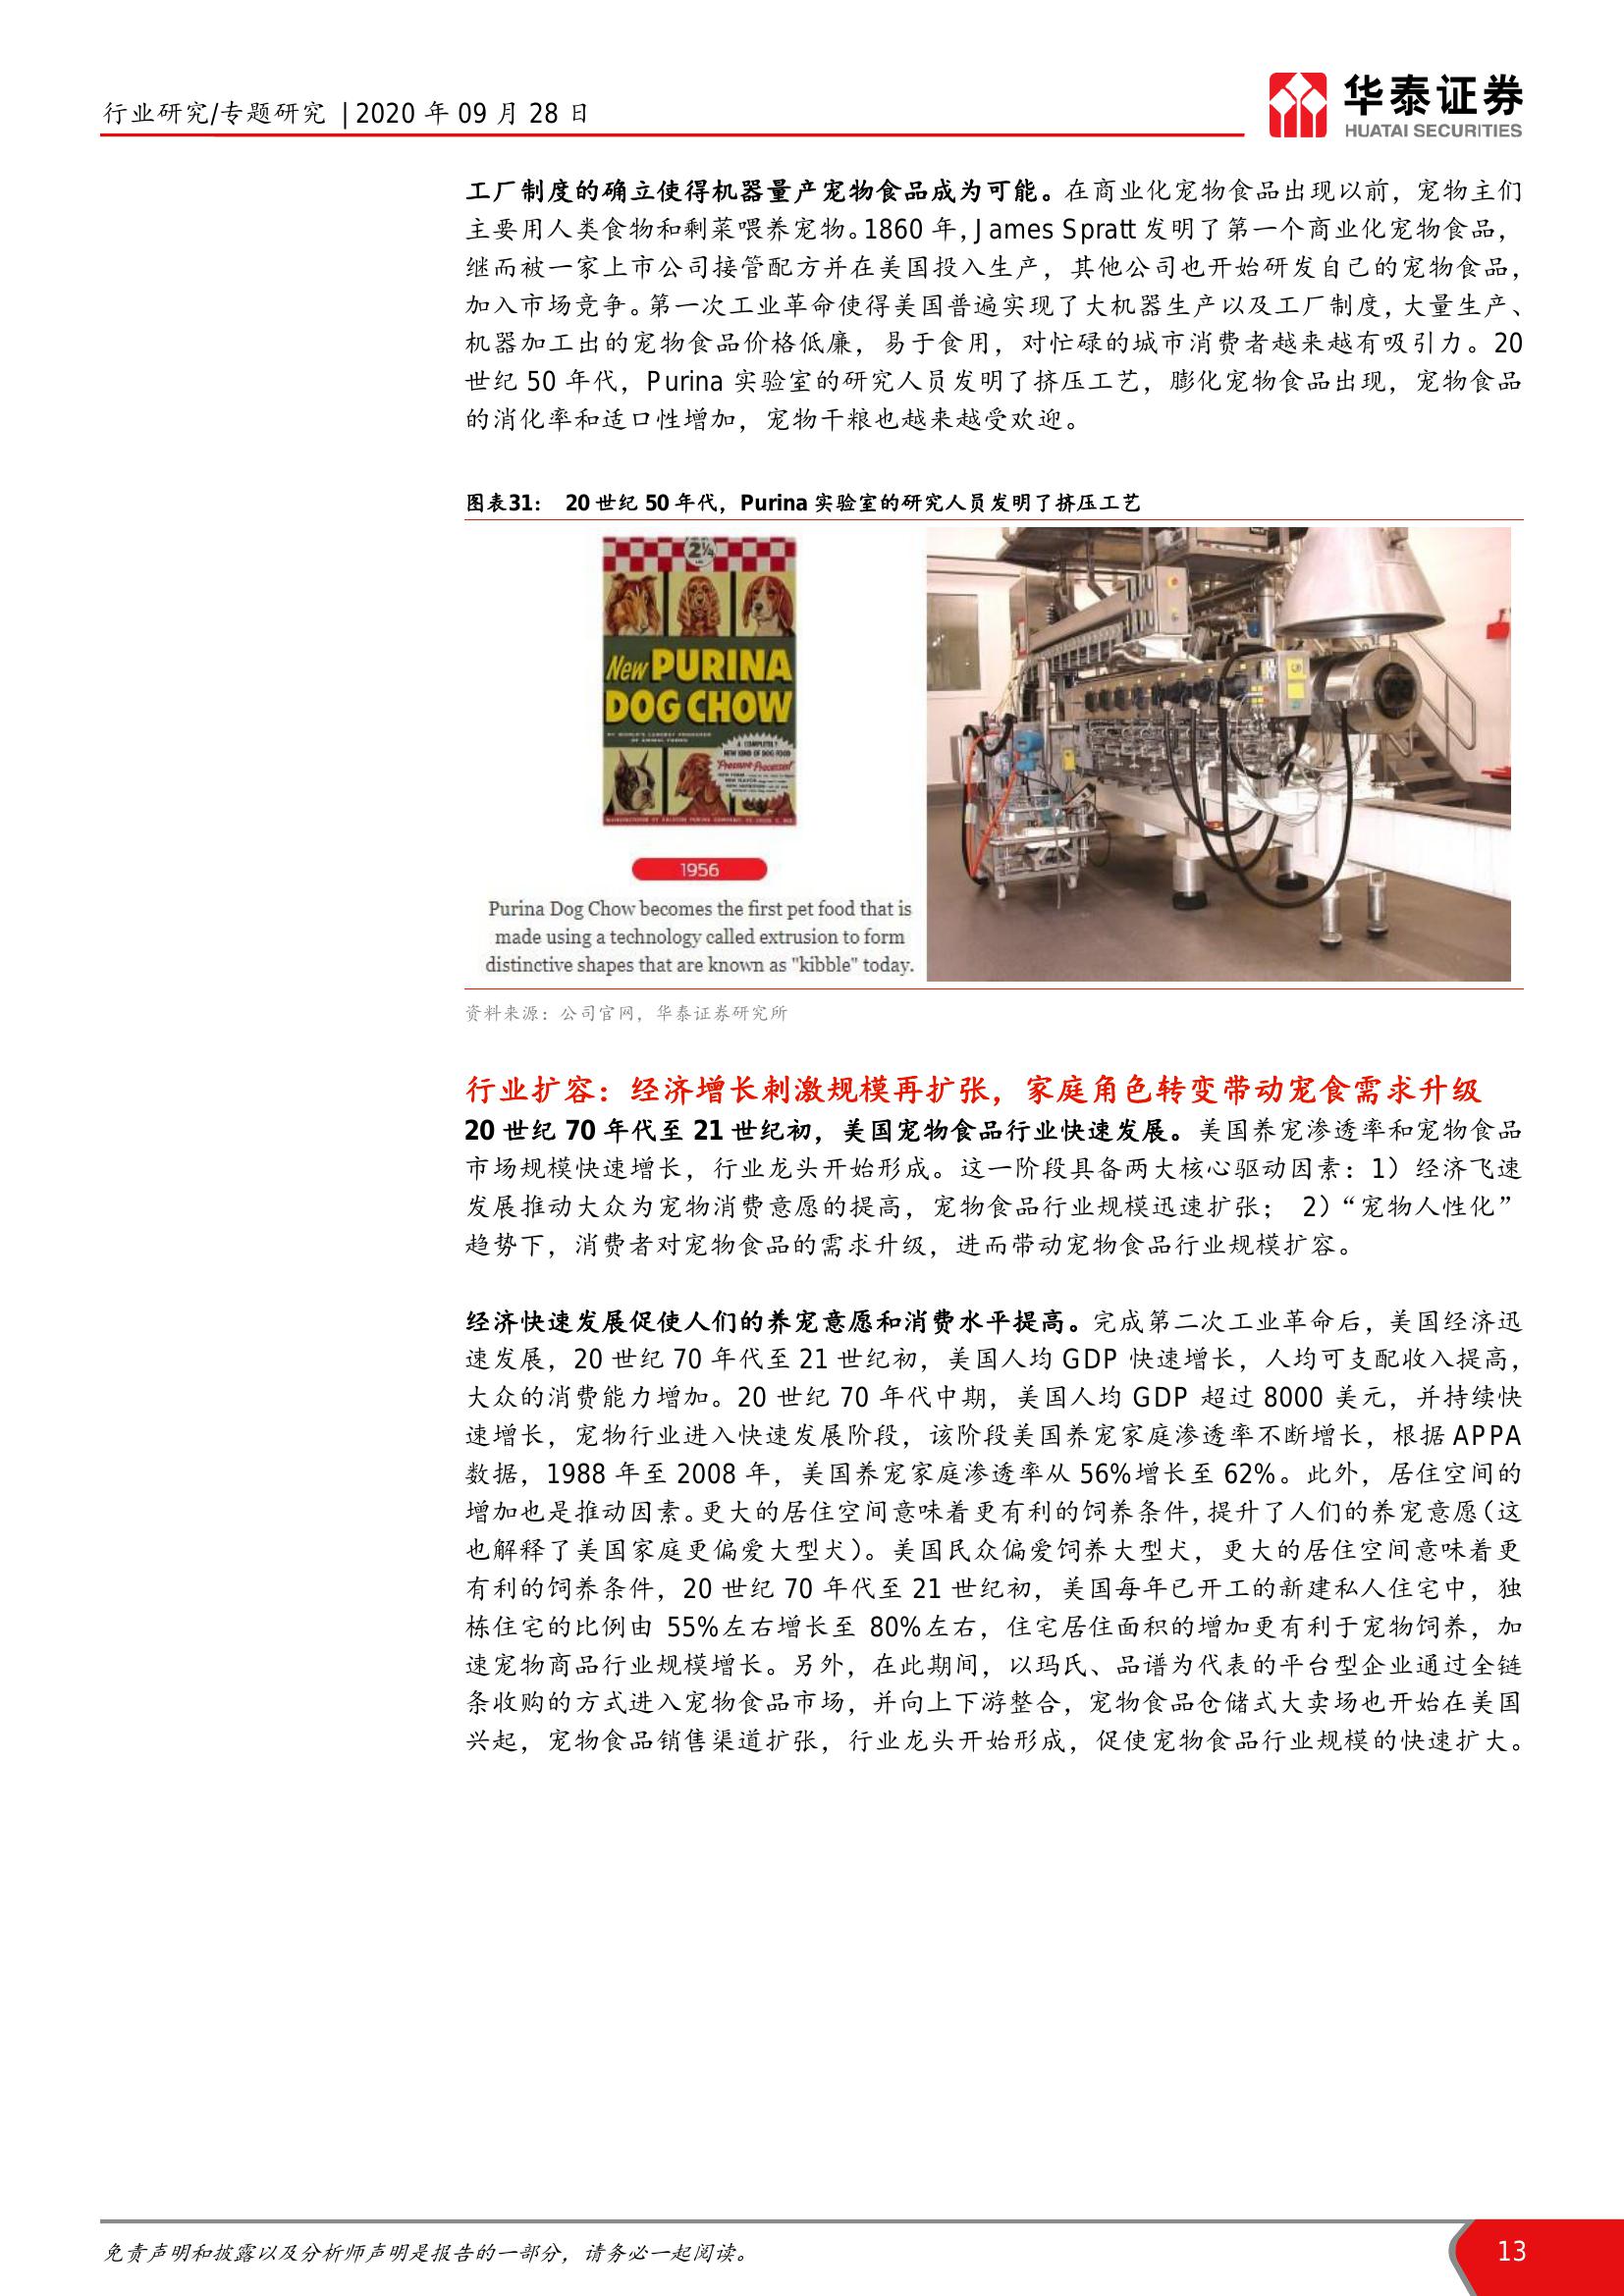 行业研究/专题研究 | 2020 年 09 月 28 日
华泰证券
HUATAI SECURITIES
工厂制度的确立使得机器量产宠物食品成为可能。在商业化宠物食品出现以前，宠物主们
主要用人类食物和剩菜喂养宠物。1860 年，James Spratt 发明了第一个商业化宠物食品，
继而被一家上市公司接管配方并在美国投入生产，其他公司也开始研发自己的宠物食品，
加入市场竞争。第一次工业革命使得美国普遍实现了大机器生产以及工厂制度，大量生产、
机器加工出的宠物食品价格低廉，易于食用，对忙碌的城市消费者越来越有吸引力。20
世纪 50 年代，Purina 实验室的研究人员发明了挤压工艺，膨化宠物食品出现，宠物食品
的消化率和适口性增加，宠物干粮也越来越受欢迎。
图表31： 20 世纪 50 年代，Purina 实验室的研究人员发明了挤压工艺
2½
New PURINA
DOG CHOW
A COMPLETELY
NEW KIND OF DOG FOOD
"Pressure-Processed"
1956
Purina Dog Chow becomes the first pet food that is
made using a technology called extrusion to form
distinctive shapes that are known as "kibble" today.
资料来源：公司官网，华泰证券研究所
行业扩容：经济增长刺激规模再扩张，家庭角色转变带动宠食需求升级
20 世纪 70 年代至 21 世纪初，美国宠物食品行业快速发展。美国养宠渗透率和宠物食品
市场规模快速增长，行业龙头开始形成。这一阶段具备两大核心驱动因素：1）经济飞速
发展推动大众为宠物消费意愿的提高，宠物食品行业规模迅速扩张； 2）“宠物人性化”
趋势下，消费者对宠物食品的需求升级，进而带动宠物食品行业规模扩容。
经济快速发展促使人们的养宠意愿和消费水平提高。完成第二次工业革命后，美国经济迅
速发展，20 世纪 70 年代至 21 世纪初，美国人均 GDP 快速增长，人均可支配收入提高，
大众的消费能力增加。20 世纪 70 年代中期，美国人均 GDP 超过 8000 美元，并持续快
速增长，宠物行业进入快速发展阶段，该阶段美国养宠家庭渗透率不断增长，根据 APPA
数据，1988 年至 2008 年，美国养宠家庭渗透率从 56%增长至 62%。此外，居住空间的
增加也是推动因素。更大的居住空间意味着更有利的饲养条件，提升了人们的养宠意愿（这
也解释了美国家庭更偏爱大型犬）。美国民众偏爱饲养大型犬，更大的居住空间意味着更
有利的饲养条件，20 世纪 70 年代至 21 世纪初，美国每年已开工的新建私人住宅中，独
栋住宅的比例由 55%左右增长至 80%左右，住宅居住面积的增加更有利于宠物饲养，加
速宠物商品行业规模增长。另外，在此期间，以玛氏、品谱为代表的平台型企业通过全链
条收购的方式进入宠物食品市场，并向上下游整合，宠物食品仓储式大卖场也开始在美国
兴起，宠物食品销售渠道扩张，行业龙头开始形成，促使宠物食品行业规模的快速扩大。
免责声明和披露以及分析师声明是报告的一部分，请务必一起阅读。
13